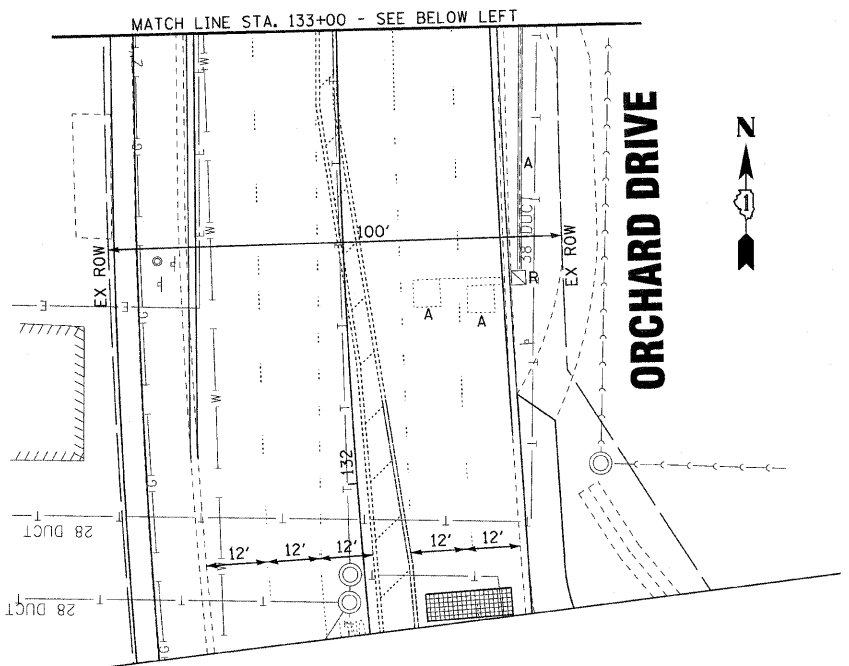 MATCH LINE STA. 133+00 - SEE BELOW LEFT
ORCHARD DRIVE
N
1
A
38 DUCT
100'
EX ROW
EX ROW
R
A
A
E
E
G
W
T
132
28 DUCT
12'
12'
12'
12'
12'
28 DUCT